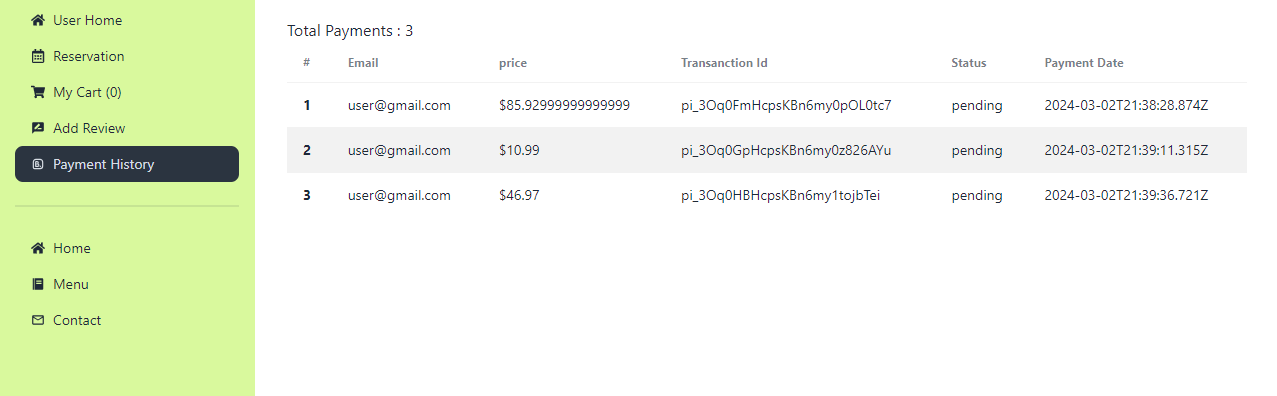 User Home
Reservation
My Cart (0)
Add Review
Payment History
Home
Menu
Contact
Total Payments : 3
# Email price Transanction Id Status Payment Date
1 user@gmail.com $85.92999999999999 pi_3Oq0FmHcpsKBn6my0pOL0tc7 pending 2024-03-02T21:38:28.874Z
2 user@gmail.com $10.99 pi_3Oq0GpHcpsKBn6my0z826AYu pending 2024-03-02T21:39:11.315Z
3 user@gmail.com $46.97 pi_3Oq0HBHcpsKBn6my1tojbTei pending 2024-03-02T21:39:36.721Z